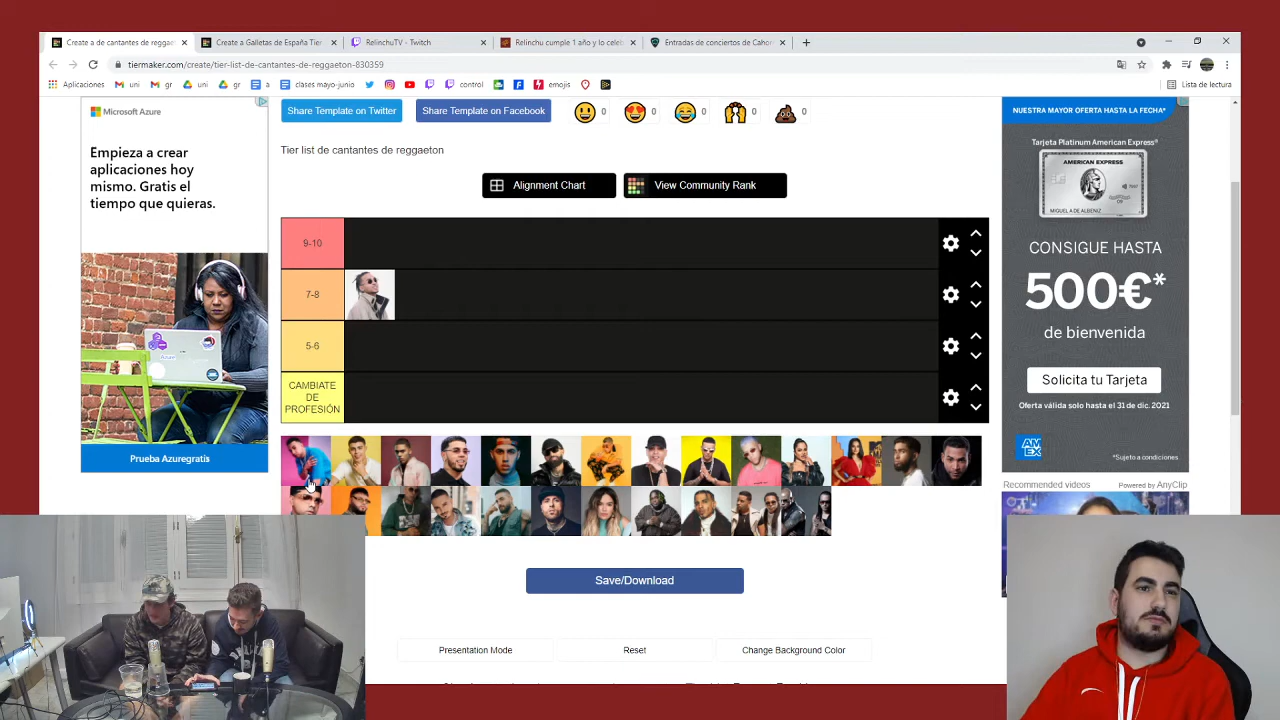 Create a de cantantes de reggae
Create a Galletas de España Tier
RelinchuTV - Twitch
Relinchu cumple 1 año y lo celeb
Entradas de conciertos de Cahor
tiermaker.com/create/tier-list-de-cantantes-de-reggaeton-830359
Aplicaciones
uni
gr
uni
gr
a
clases mayo-junio
control
emojis
Lista de lectura
Microsoft Azure
Empieza a crear
aplicaciones hoy
mismo. Gratis el
tiempo que quieras.
Azure
Prueba Azuregratis
Share Template on Twitter
Share Template on Facebook
0
0
0
0
0
Tier list de cantantes de reggaeton
Alignment Chart
View Community Rank
9-10
7-8
5-6
CAMBIATE
DE
PROFESIÓN
Save/Download
Presentation Mode
Reset
Change Background Color
NUESTRA MAYOR OFERTA HASTA LA FECHA*
Tarjeta Platinum American Express®
AMERICAN EXPRESS
MIGUEL A DE ALBENIZ
CONSIGUE HASTA
500€*
de bienvenida
Solicita tu Tarjeta
Oferta válida solo hasta el 31 de dic. 2021
AM
EX
*Sujeto a condiciones.
Recommended videos
Powered by AnyClip